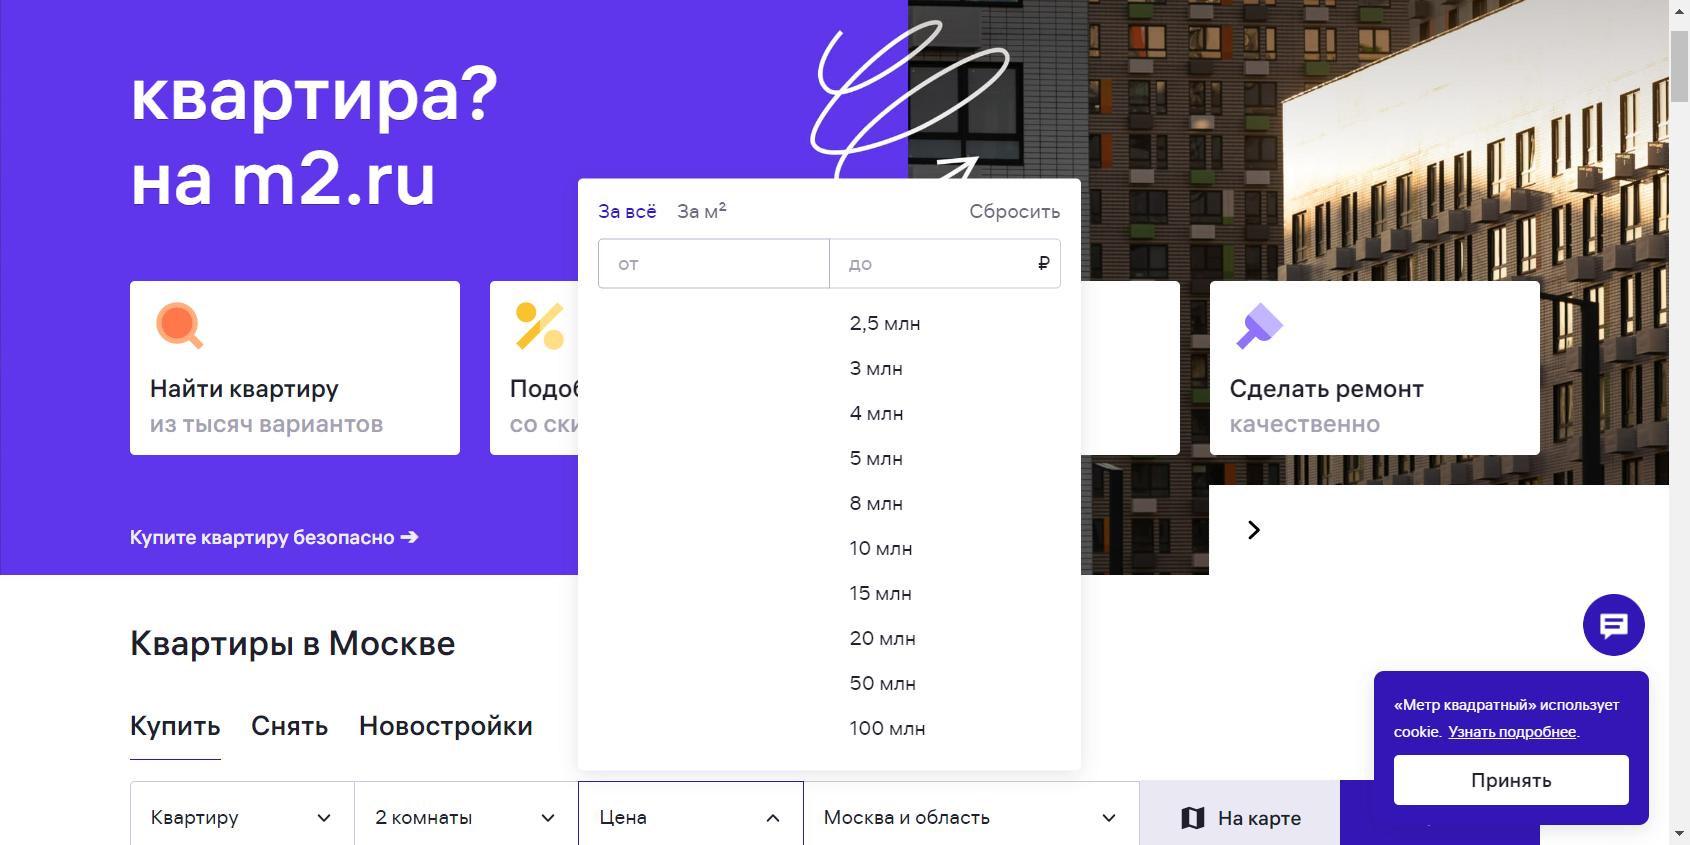 квартира?
на m2.ru
За всё За м² Сбросить
от до ₽
2,5 млн
3 млн
4 млн
5 млн
8 млн
10 млн
15 млн
20 млн
50 млн
100 млн
Найти квартиру
из тысяч вариантов
Сделать ремонт
качественно
Купите квартиру безопасно ➔
Квартиры в Москве
Купить Снять Новостройки
Квартиру 2 комнаты Цена Москва и область На карте
«Метр квадратный» использует
cookie. Узнать подробнее.
Принять